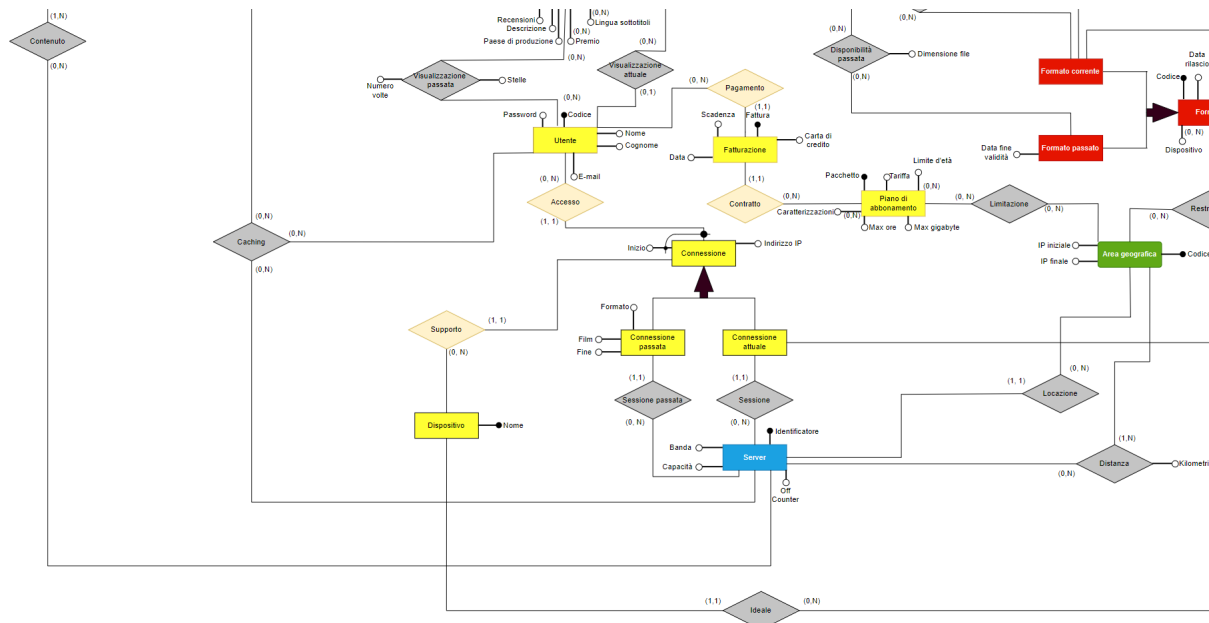 (1,N)
Contenuto
(0,N)
Recensioni
Descrizione
(0,N)
Lingua sottotitoli
Paese di produzione
Premio
(0,N)
(0,N)
Visualizzazione
passata
Stelle
Numero
volte
(0,N)
Visualizzazione
attuale
(0,1)
(0, N)
Pagamento
(1,1)
(0,N)
Disponibilità
passata
Dimensione file
(0,N)
Formato corrente
Data
rilascio
Codice
(0, N)
Dispositivo
Formato passato
Data fine
validità
(0,N)
Password
Codice
Utente
Nome
Cognome
E-mail
Scadenza
Fattura
Fatturazione
Carta di
credito
Data
(1,1)
(0, N)
Accesso
(1, 1)
Contratto
(0,N)
Pacchetto
Tariffa
Limite d'età
(0,N)
Piano di
abbonamento
Caratterizzazioni
(0,N)
Max ore
Max gigabyte
(0, N)
Limitazione
(0, N)
(0, N)
IP iniziale
IP finale
Area geografica
Codice
(0,N)
Caching
(0,N)
(0,N)
Inizio
Connessione
Indirizzo IP
Supporto
(1, 1)
(0, N)
Formato
Film
Fine
Connessione
passata
Connessione
attuale
(1,1)
(1,1)
Sessione passata
Sessione
(0, N)
(0, N)
(0, N)
Locazione
(1, 1)
Dispositivo
Nome
Identificatore
Banda
Capacità
Server
Off
Counter
(1,N)
Distanza
(0,N)
Kilometri
(1,1)
Ideale
(0,N)